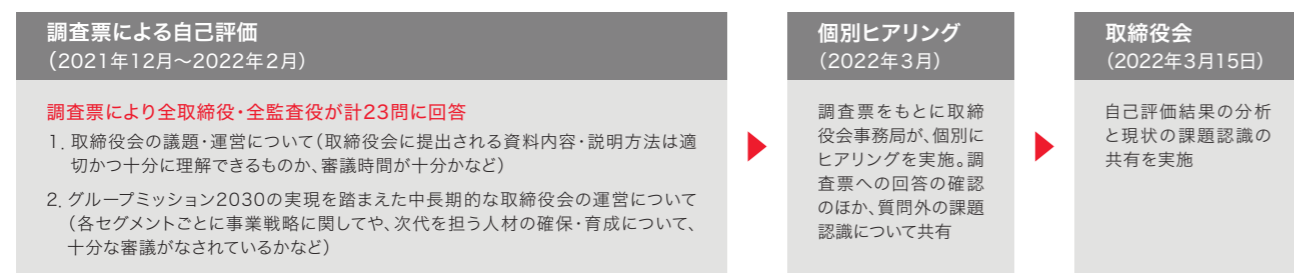 調査票による自己評価
（2021年12月～2022年2月）
調査票により全取締役・全監査役が計23問に回答
1. 取締役会の議題・運営について（取締役会に提出される資料内容・説明方法は適
切かつ十分に理解できるものか、審議時間が十分かなど）
2. グループミッション2030の実現を踏まえた中長期的な取締役会の運営について
（各セグメントごとに事業戦略に関してや、次代を担う人材の確保・育成について、
十分な審議がなされているかなど）
個別ヒアリング
（2022年3月）
調査票をもとに取締
役会事務局が、個別に
ヒアリングを実施。調
査票への回答の確認
のほか、質問外の課題
認識について共有
取締役会
（2022年3月15日）
自己評価結果の分析
と現状の課題認識の
共有を実施